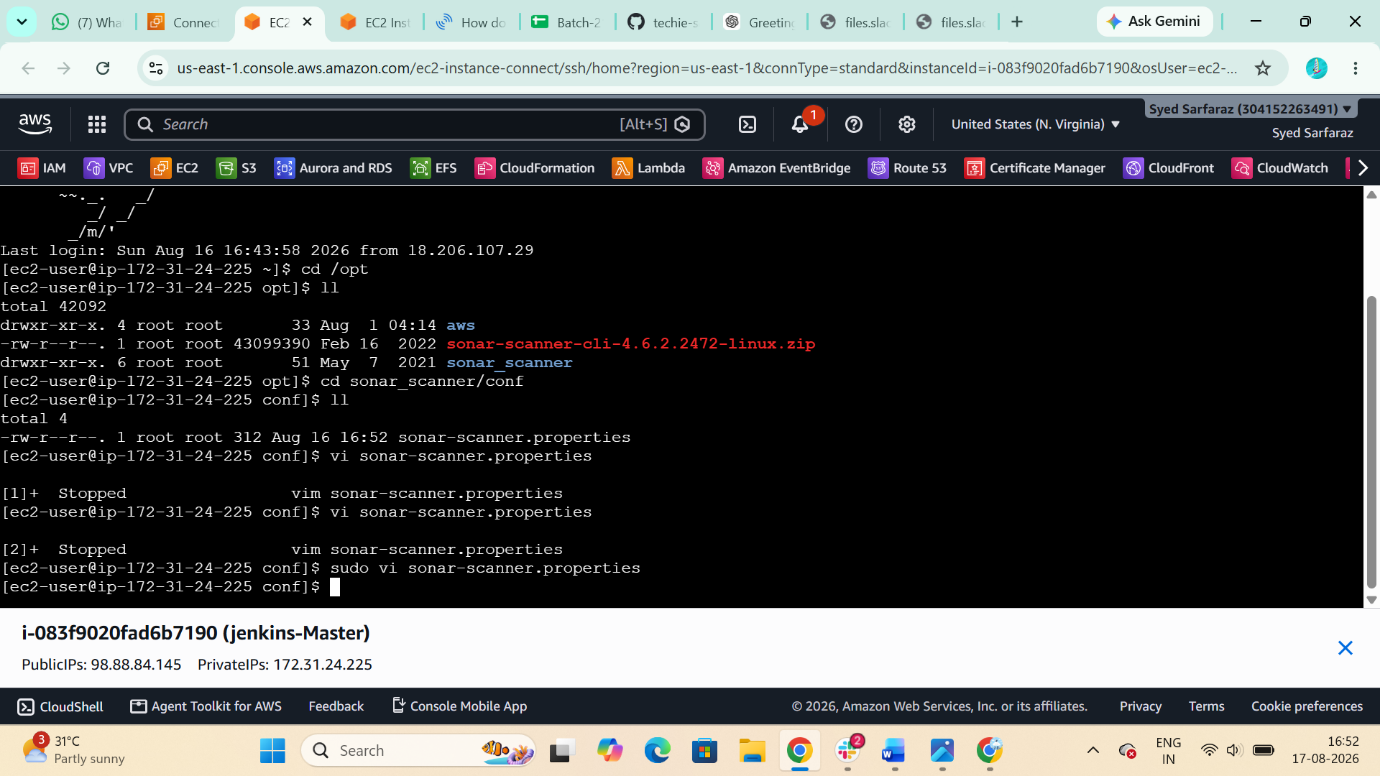 (7) Wha
Connect
EC2
EC2 Inst
How do
Batch-2
techie-s
Greeting
files.slac
files.slac
Ask Gemini
us-east-1.console.aws.amazon.com/ec2-instance-connect/ssh/home?region=us-east-1&connType=standard&instanceId=i-083f9020fad6b7190&osUser=ec2-...
aws
Search
[Alt+S]
1
United States (N. Virginia)
Syed Sarfaraz (304152263491)
Syed Sarfaraz
IAM
VPC
EC2
S3
Aurora and RDS
EFS
CloudFormation
Lambda
Amazon EventBridge
Route 53
Certificate Manager
CloudFront
CloudWatch
~~._.   _/
_/ _/
_/m/'
Last login: Sun Aug 16 16:43:58 2026 from 18.206.107.29
[ec2-user@ip-172-31-24-225 ~]$ cd /opt
[ec2-user@ip-172-31-24-225 opt]$ ll
total 42092
drwxr-xr-x. 4 root root       33 Aug  1 04:14 aws
-rw-r--r--. 1 root root 43099390 Feb 16  2022 sonar-scanner-cli-4.6.2.2472-linux.zip
drwxr-xr-x. 6 root root       51 May  7  2021 sonar_scanner
[ec2-user@ip-172-31-24-225 opt]$ cd sonar_scanner/conf
[ec2-user@ip-172-31-24-225 conf]$ ll
total 4
-rw-r--r--. 1 root root 312 Aug 16 16:52 sonar-scanner.properties
[ec2-user@ip-172-31-24-225 conf]$ vi sonar-scanner.properties
[1]+  Stopped                 vim sonar-scanner.properties
[ec2-user@ip-172-31-24-225 conf]$ vi sonar-scanner.properties
[2]+  Stopped                 vim sonar-scanner.properties
[ec2-user@ip-172-31-24-225 conf]$ sudo vi sonar-scanner.properties
[ec2-user@ip-172-31-24-225 conf]$
i-083f9020fad6b7190 (jenkins-Master)
PublicIPs: 98.88.84.145    PrivateIPs: 172.31.24.225
CloudShell
Agent Toolkit for AWS
Feedback
Console Mobile App
© 2026, Amazon Web Services, Inc. or its affiliates.
Privacy
Terms
Cookie preferences
3
31°C
Partly sunny
Search
2
ENG
IN
16:52
17-08-2026